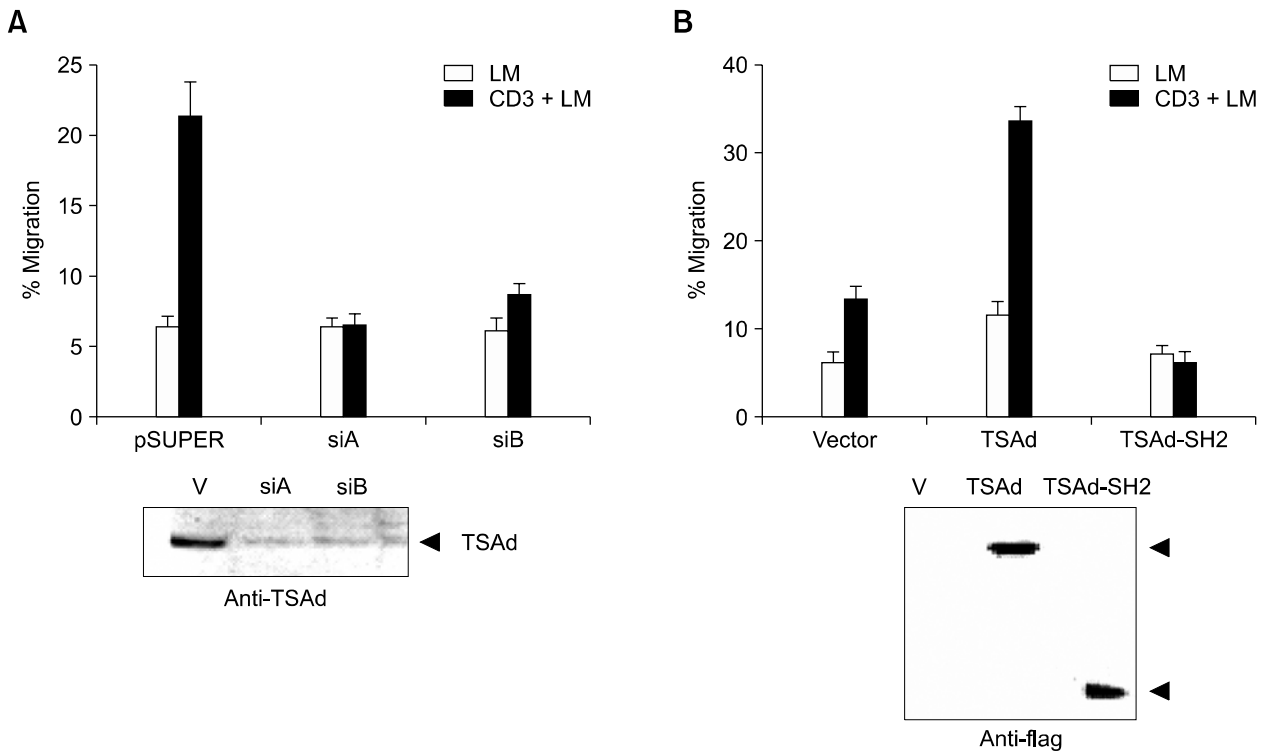 A
25
20
15
10
5
0
% Migration
LM
CD3 + LM
pSUPER siA siB
V siA siB
TSAd
Anti-TSAd
B
40
30
20
10
0
% Migration
LM
CD3 + LM
Vector TSAd TSAd-SH2
V TSAd TSAd-SH2
Anti-flag